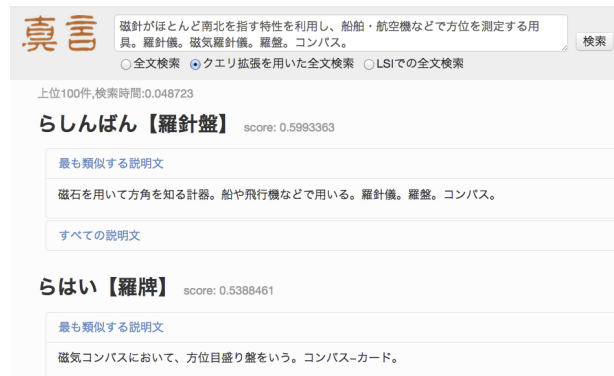 真言
磁針がほとんど南北を指す特性を利用し、船舶・航空機などで方位を測定する用
具。羅針儀。磁気羅針儀。羅盤。コンパス。
検索
全文検索 クエリ拡張を用いた全文検索 LSIでの全文検索
上位100件,検索時間:0.048723
らしんばん【羅針盤】 score: 0.5993363
最も類似する説明文
磁石を用いて方角を知る計器。船や飛行機などで用いる。羅針儀。羅盤。コンパス。
すべての説明文
らはい【羅牌】 score: 0.5388461
最も類似する説明文
磁気コンパスにおいて、方位目盛り盤をいう。コンパス–カード。